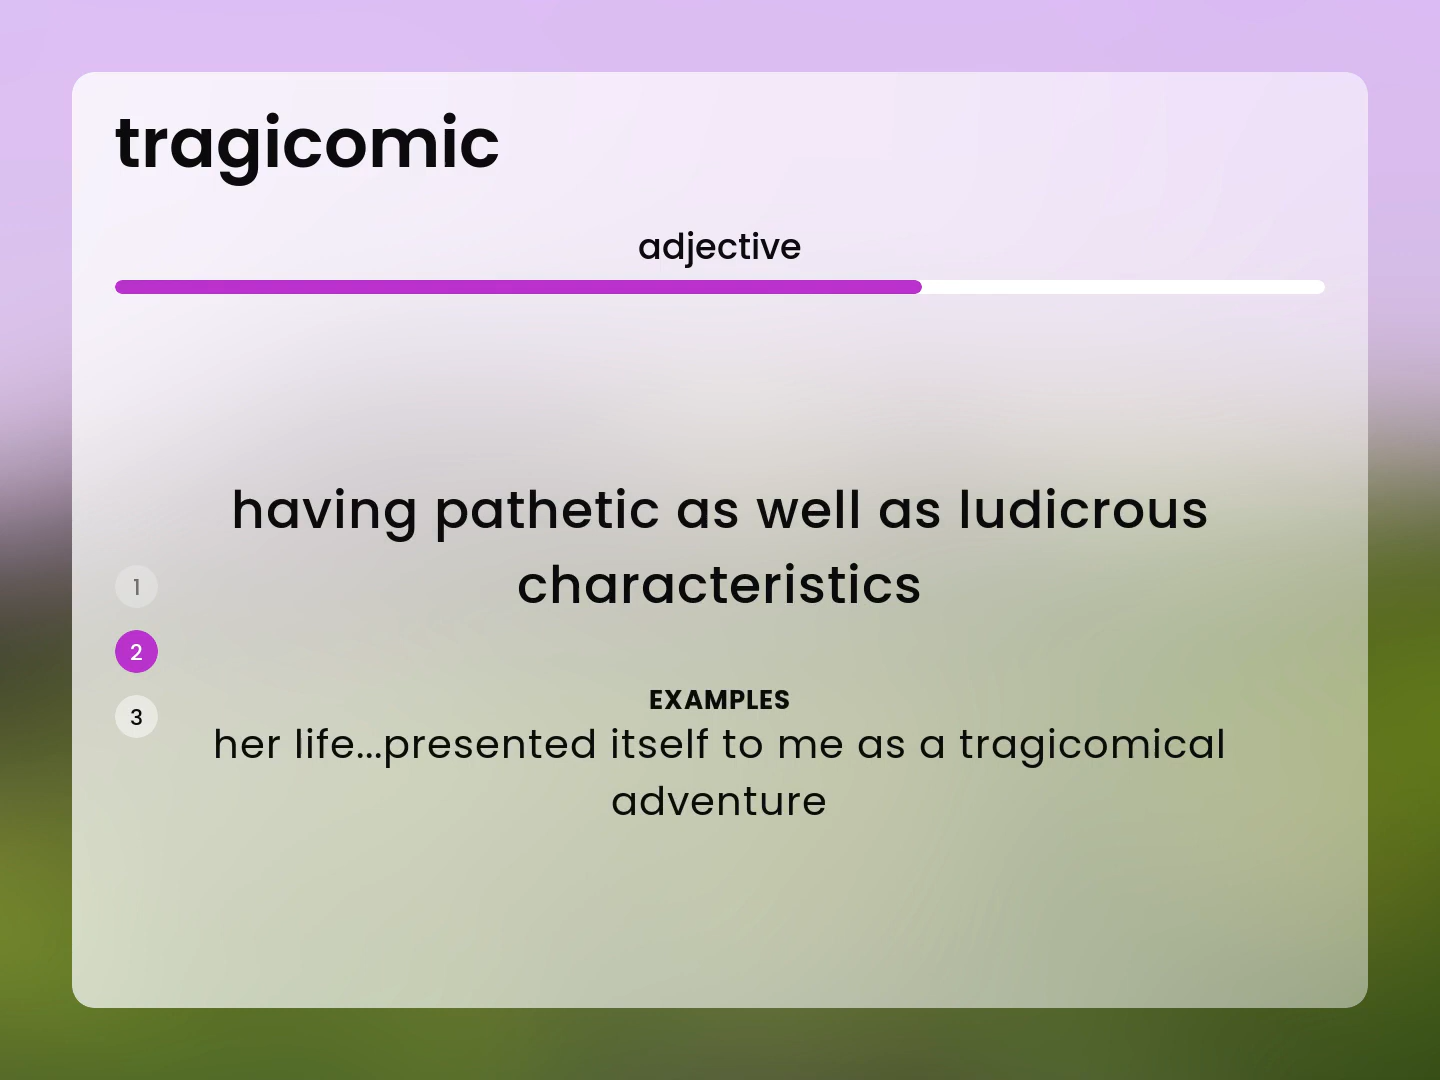 tragicomic
adjective
having pathetic as well as ludicrous
characteristics
1
2
3
EXAMPLES
her life...presented itself to me as a tragicomical
adventure